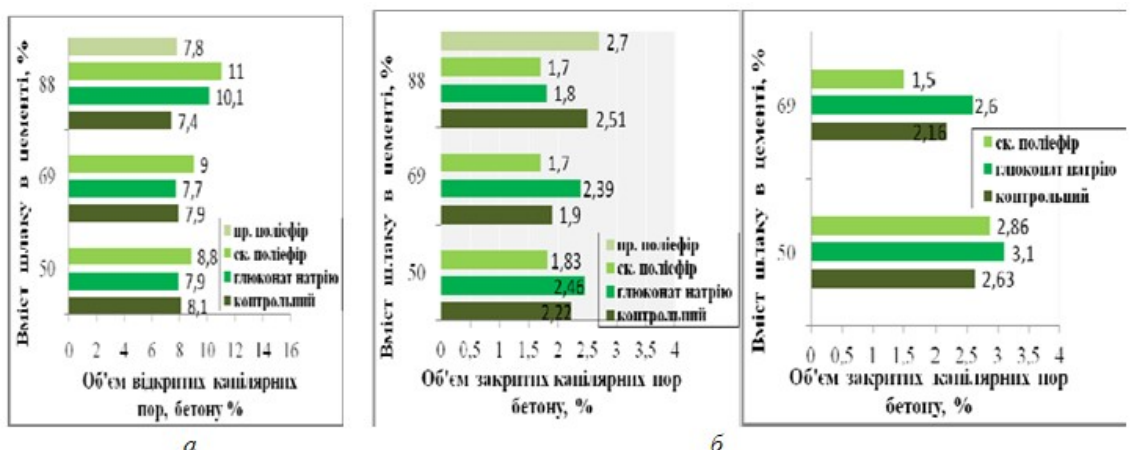 Вміст шлаку в цементі, %
88
69
50
7,8
11
10,1
7,4
9
7,7
7,9
8,8
7,9
8,1
пр. поліефір
ск. поліефір
глюконат натрію
контрольний
0 2 4 6 8 10 12 14 16
Об'єм відкритих капілярних
пор, бетону %
а
Вміст шлаку в цементі, %
88
69
50
2,7
1,7
1,8
2,51
1,7
2,39
1,9
1,83
2,46
2,22
пр. поліефір
ск. поліефір
глюконат натрію
контрольний
0 0,5 1 1,5 2 2,5 3 3,5 4
Об'єм закритих капілярних пор
бетону, %
Вміст шлаку в цементі, %
69
50
1,5
2,6
2,16
2,86
3,1
2,63
ск. поліефір
глюконат натрію
контрольний
0 0,5 1 1,5 2 2,5 3 3,5 4
Об'єм закритих капілярних пор
бетону, %
б